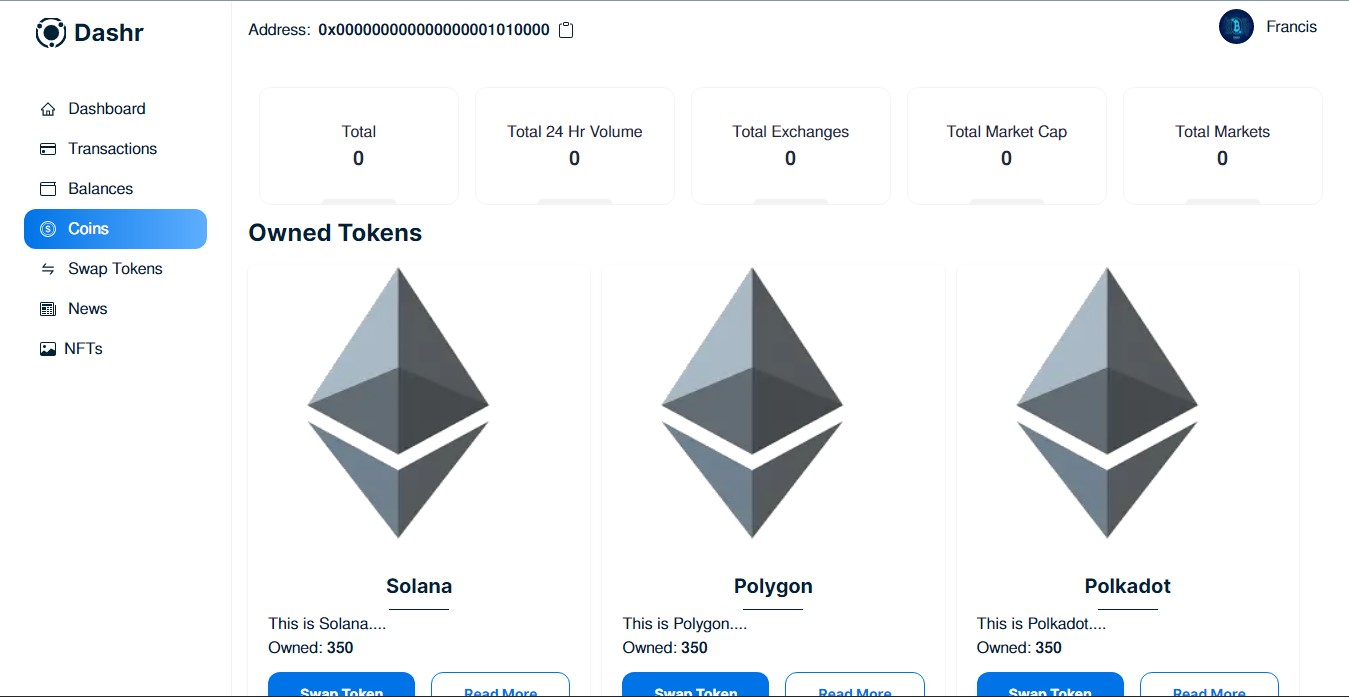 Dashr
Address: 0x000000000000000001010000
Francis
Dashboard
Transactions
Balances
Coins
Swap Tokens
News
NFTs
Total
0
Total 24 Hr Volume
0
Total Exchanges
0
Total Market Cap
0
Total Markets
0
Owned Tokens
Solana
This is Solana....
Owned: 350
Swap Token
Read More
Polygon
This is Polygon....
Owned: 350
Swap Token
Read More
Polkadot
This is Polkadot....
Owned: 350
Swap Token
Read More